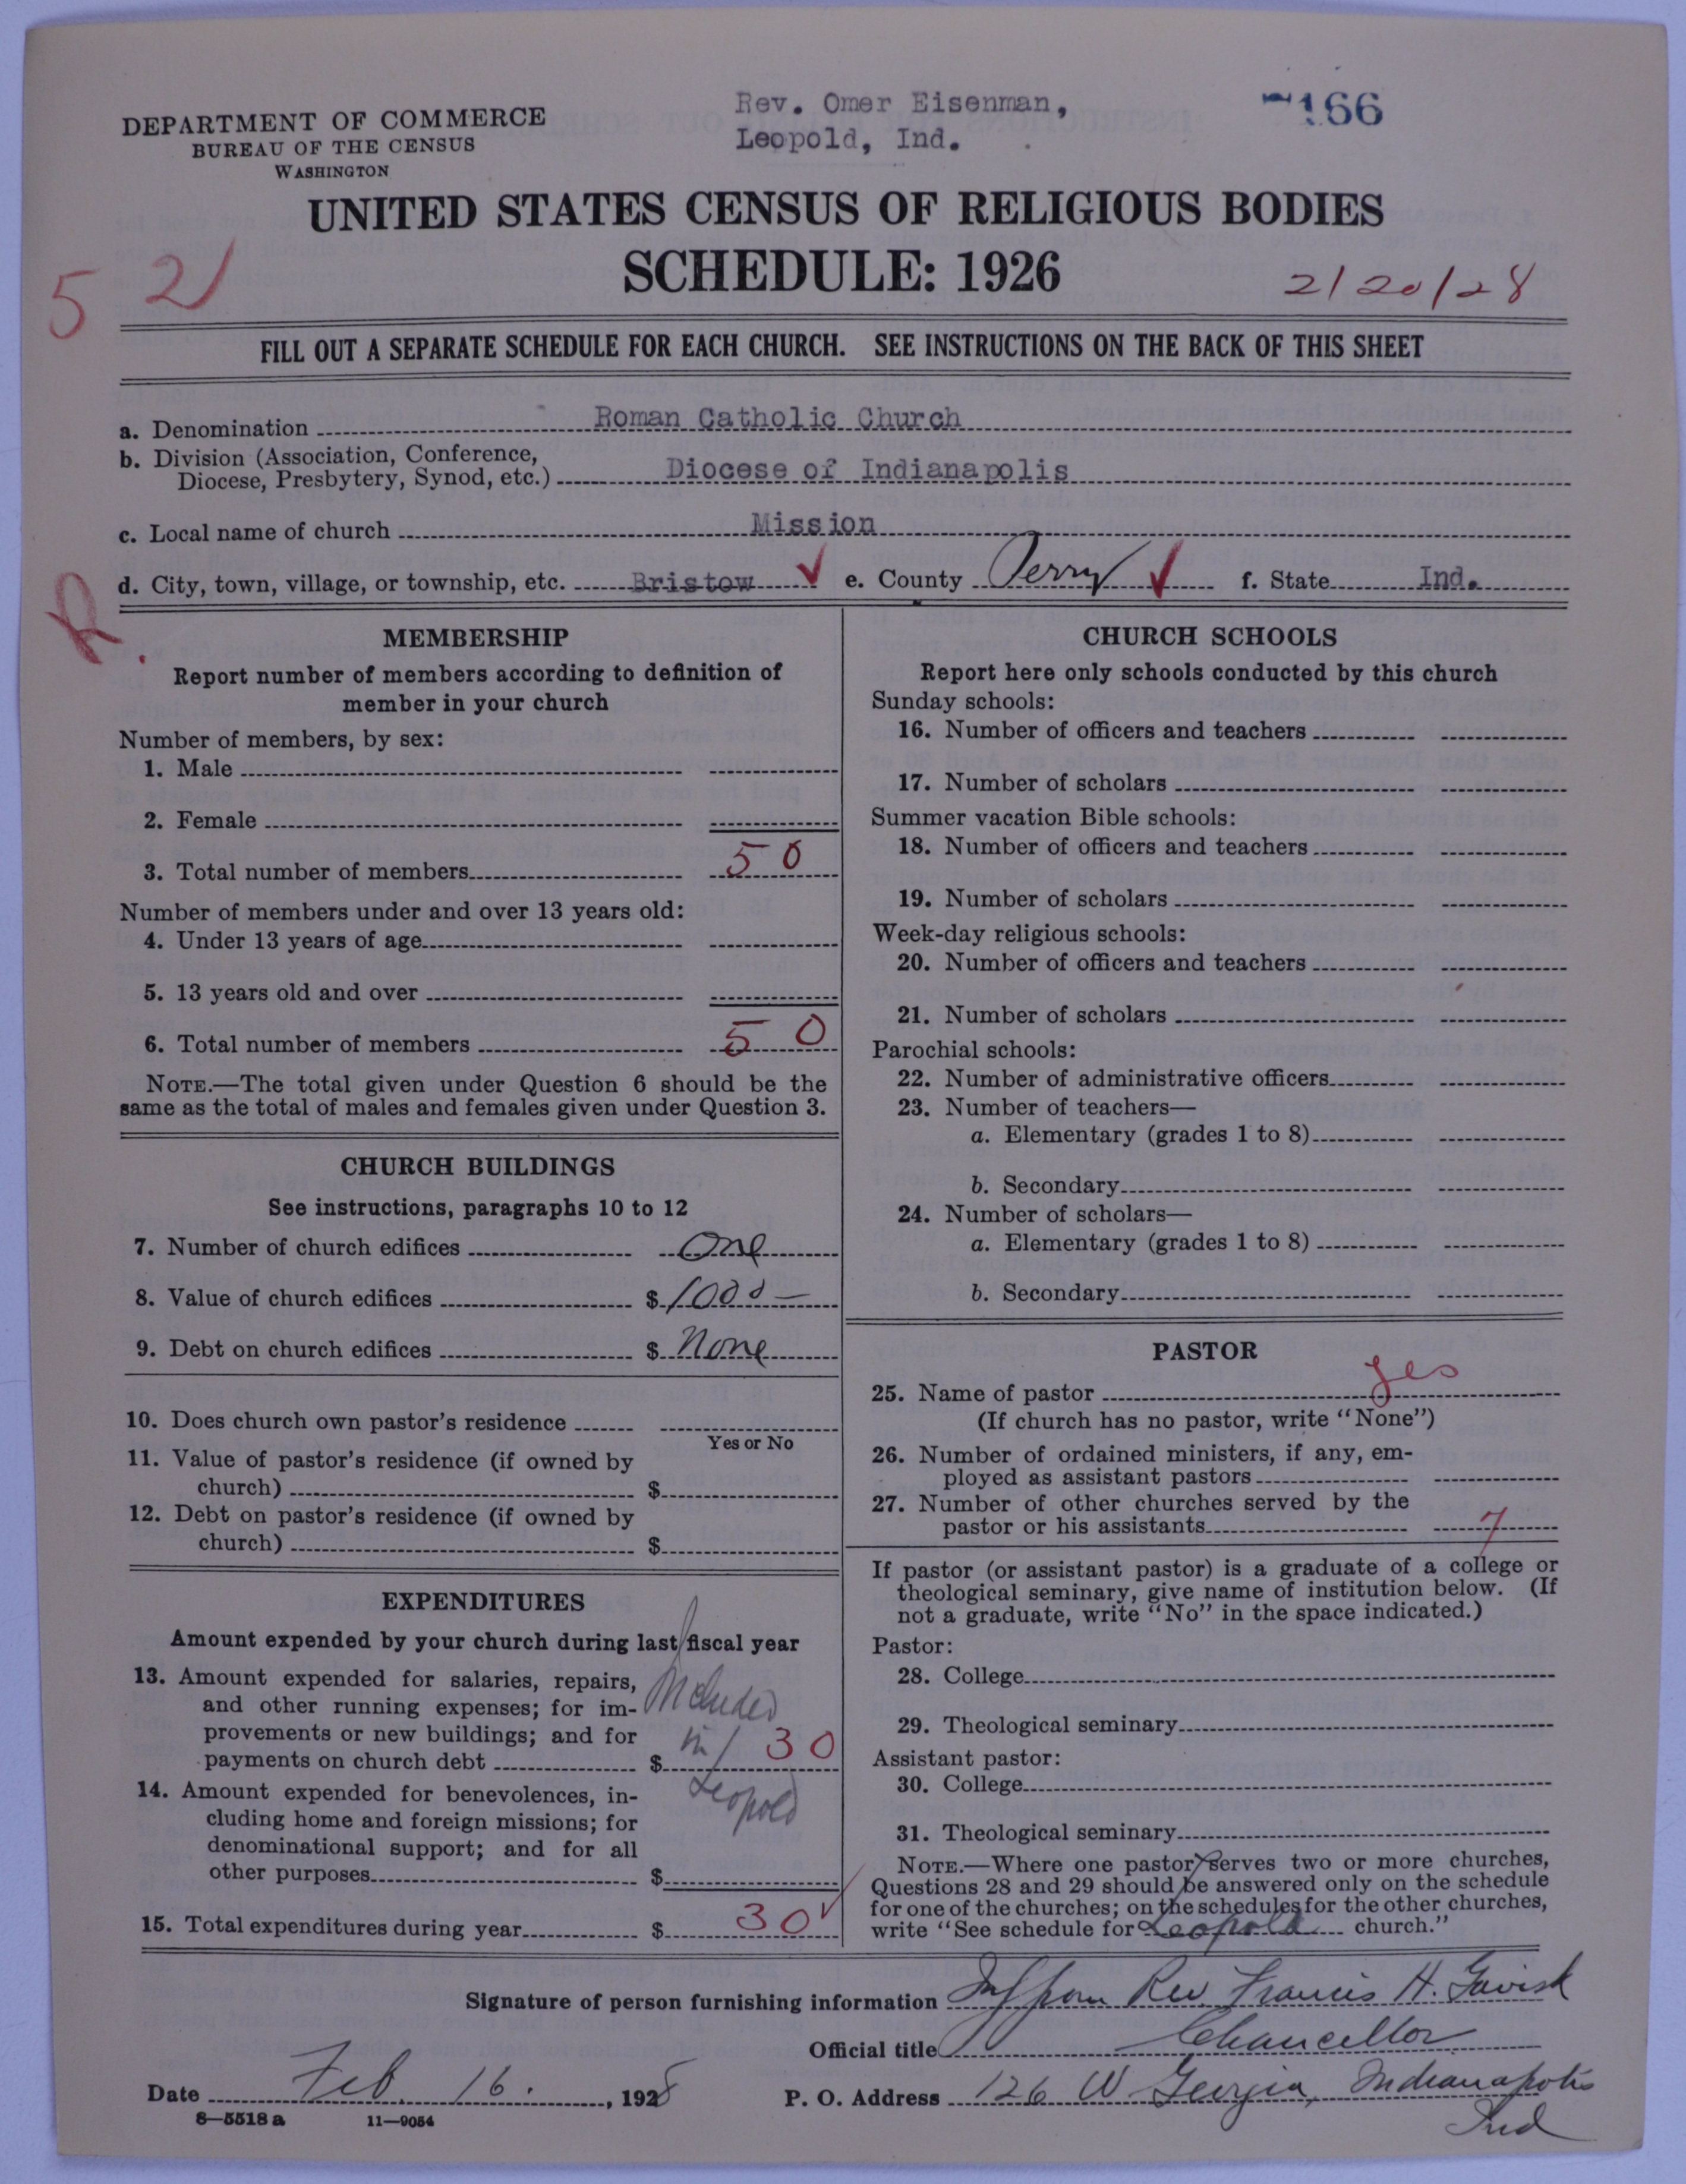 DEPARTMENT OF COMMERCE
BUREAU OF THE CENSUS
WASHINGTON
Rev. Omer Eisenman,
Leopold, Ind.
7166
UNITED STATES CENSUS OF RELIGIOUS BODIES
SCHEDULE: 1926
5 21
2/20/28
FILL OUT A SEPARATE SCHEDULE FOR EACH CHURCH. SEE INSTRUCTIONS ON THE BACK OF THIS SHEET
a. Denomination Roman Catholic Church
b. Division (Association, Conference,
Diocese, Presbytery, Synod, etc.) Diocese of Indianapolis
c. Local name of church Mission
d. City, town, village, or township, etc. Bristow ✓ e. County Perry ✓ f. State Ind.
R.
MEMBERSHIP
Report number of members according to definition of
member in your church
Number of members, by sex:
1. Male
2. Female
3. Total number of members 50
Number of members under and over 13 years old:
4. Under 13 years of age
5. 13 years old and over
6. Total number of members 50
NOTE.—The total given under Question 6 should be the
same as the total of males and females given under Question 3.
CHURCH BUILDINGS
See instructions, paragraphs 10 to 12
7. Number of church edifices One
8. Value of church edifices $ 1000 —
9. Debt on church edifices $ None
10. Does church own pastor's residence
Yes or No
11. Value of pastor's residence (if owned by
church) $
12. Debt on pastor's residence (if owned by
church) $
EXPENDITURES
Amount expended by your church during last fiscal year
13. Amount expended for salaries, repairs,
and other running expenses; for im-
provements or new buildings; and for
payments on church debt $ 30
Included
in
Leopold
14. Amount expended for benevolences, in-
cluding home and foreign missions; for
denominational support; and for all
other purposes $
15. Total expenditures during year $ 30 ✓
CHURCH SCHOOLS
Report here only schools conducted by this church
Sunday schools:
16. Number of officers and teachers
17. Number of scholars
Summer vacation Bible schools:
18. Number of officers and teachers
19. Number of scholars
Week-day religious schools:
20. Number of officers and teachers
21. Number of scholars
Parochial schools:
22. Number of administrative officers
23. Number of teachers—
a. Elementary (grades 1 to 8)
b. Secondary
24. Number of scholars—
a. Elementary (grades 1 to 8)
b. Secondary
PASTOR
25. Name of pastor yes
(If church has no pastor, write "None")
26. Number of ordained ministers, if any, em-
ployed as assistant pastors
27. Number of other churches served by the
pastor or his assistants 7
If pastor (or assistant pastor) is a graduate of a college or
theological seminary, give name of institution below. (If
not a graduate, write "No" in the space indicated.)
Pastor:
28. College
29. Theological seminary
Assistant pastor:
30. College
31. Theological seminary
NOTE.—Where one pastor serves two or more churches,
Questions 28 and 29 should be answered only on the schedule
for one of the churches; on the schedules for the other churches,
write "See schedule for Leopold church."
Signature of person furnishing information Inf from Rev. Francis H. Gavisk
Official title Chancellor
Date Feb. 16. , 1928 P. O. Address 126 W Georgia, Indianapolis
Ind
8—5518 a 11—9054